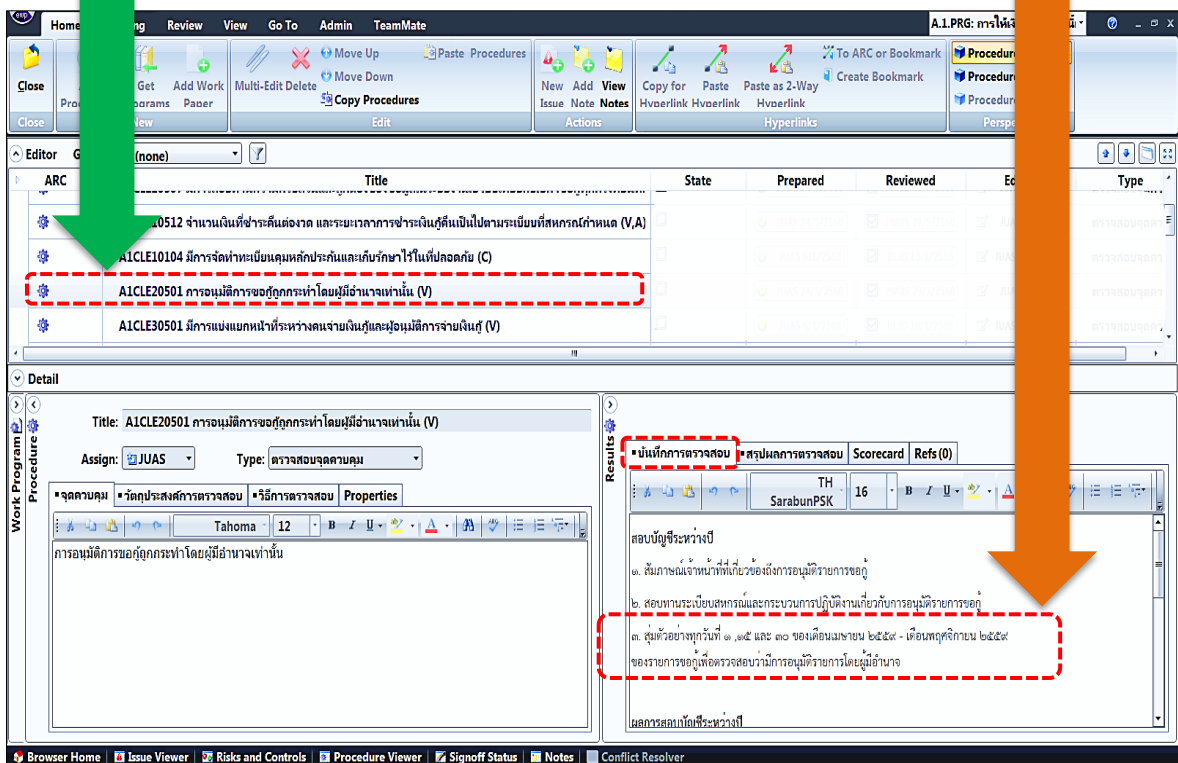 Home Review View Go To Admin TeamMate A.1.PRG:
Close Get Add Work Multi-Edit Delete Move Up Move Down Copy Procedures Paste Procedures New Add View Copy for Paste Paste as 2-Way To ARC or Bookmark Create Bookmark
Paper Issue Note Notes Hyperlink Hyperlink Hyperlink
Close New Edit Actions Hyperlinks
Editor (none)
ARC Title State Prepared Reviewed Type
จำนวนเงินที่ชำระคืนต่องวด และระยะเวลาการชำระเงินกู้คืนเป็นไปตามระเบียบที่สหกรณ์กำหนด (V,A)
A1CLE10104 มีการจัดทำทะเบียนคุมหลักประกันและเก็บรักษาไว้ในที่ปลอดภัย (C)
A1CLE20501 การอนุมัติการขอกู้ถูกกระทำโดยผู้มีอำนาจเท่านั้น (V)
A1CLE30501 มีการแบ่งแยกหน้าที่ระหว่างคนจ่ายเงินกู้และผู้อนุมัติการจ่ายเงินกู้ (V)
Detail
Work Program
Procedure
Title: A1CLE20501 การอนุมัติการขอกู้ถูกกระทำโดยผู้มีอำนาจเท่านั้น (V)
Assign: JUAS Type: ตรวจสอบจุดควบคุม
จุดควบคุม วัตถุประสงค์การตรวจสอบ วิธีการตรวจสอบ Properties
Tahoma 12 B I U A
การอนุมัติการขอกู้ถูกกระทำโดยผู้มีอำนาจเท่านั้น
Results
บันทึกการตรวจสอบ สรุปผลการตรวจสอบ Scorecard Refs (0)
TH SarabunPSK 16 B I U A
สอบบัญชีระหว่างปี
๑. สัมภาษณ์เจ้าหน้าที่ที่เกี่ยวข้องถึงการอนุมัติรายการขอกู้
๒. สอบทานระเบียบสหกรณ์และกระบวนการปฏิบัติงานเกี่ยวกับการอนุมัติรายการขอกู้
๓. สุ่มตัวอย่างทุกวันที่ ๑ ,๑๕ และ ๓๐ ของเดือนเมษายน ๒๕๕๙ - เดือนพฤศจิกายน ๒๕๕๙
ของรายการขอกู้เพื่อตรวจสอบว่ามีการอนุมัติรายการโดยผู้มีอำนาจ
ผลการสอบบัญชีระหว่างปี
Browser Home Issue Viewer Risks and Controls Procedure Viewer Signoff Status Notes Conflict Resolver